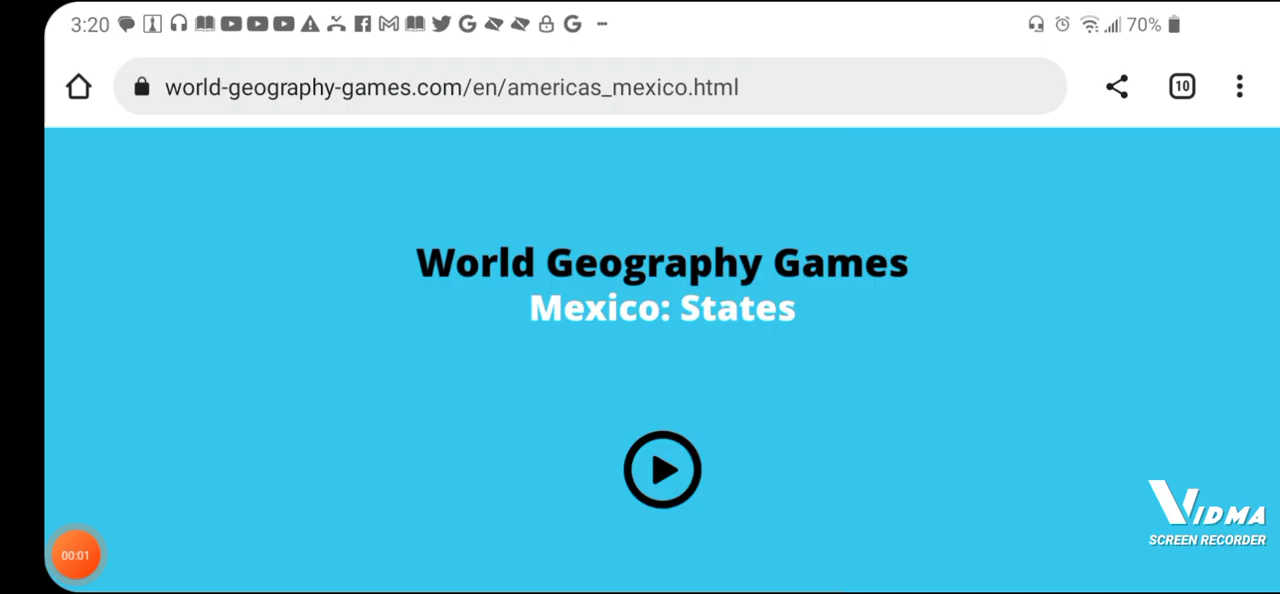 3:20
70%
world-geography-games.com/en/americas_mexico.html
10
World Geography Games
Mexico: States
VIDMA
SCREEN RECORDER
00:01